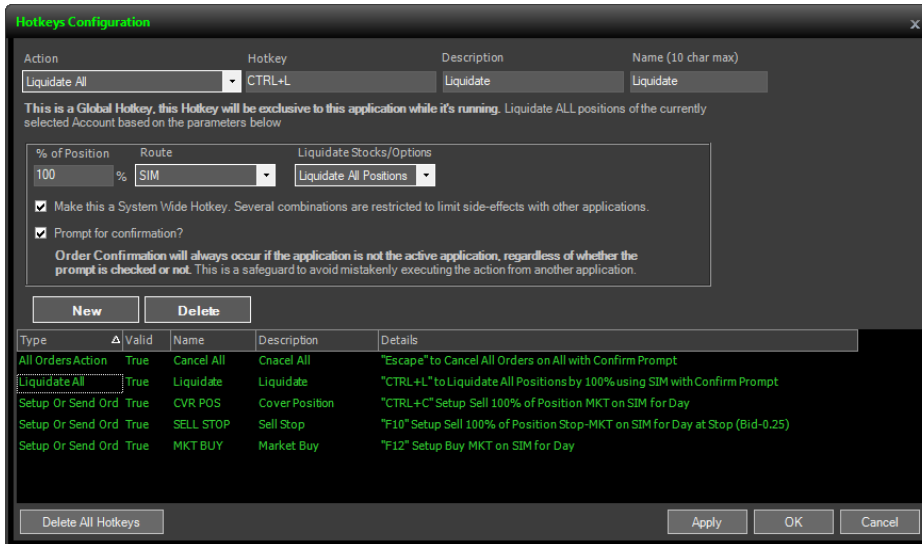 Hotkeys Configuration
x
Action Hotkey Description Name (10 char max)
Liquidate All CTRL+L Liquidate Liquidate
This is a Global Hotkey, this Hotkey will be exclusive to this application while it's running. Liquidate ALL positions of the currently
selected Account based on the parameters below
% of Position Route Liquidate Stocks/Options
100 % SIM Liquidate All Positions
Make this a System Wide Hotkey. Several combinations are restricted to limit side-effects with other applications.
Prompt for confirmation?
Order Confirmation will always occur if the application is not the active application, regardless of whether the
prompt is checked or not. This is a safeguard to avoid mistakenly executing the action from another application.
New Delete
Type Valid Name Description Details
All Orders Action True Cancel All Cnacel All "Escape" to Cancel All Orders on All with Confirm Prompt
Liquidate All True Liquidate Liquidate "CTRL+L" to Liquidate All Positions by 100% using SIM with Confirm Prompt
Setup Or Send Ord True CVR POS Cover Position "CTRL+C" Setup Sell 100% of Position MKT on SIM for Day
Setup Or Send Ord True SELL STOP Sell Stop "F10" Setup Sell 100% of Position Stop-MKT on SIM for Day at Stop (Bid-0.25)
Setup Or Send Ord True MKT BUY Market Buy "F12" Setup Buy MKT on SIM for Day
Delete All Hotkeys Apply OK Cancel